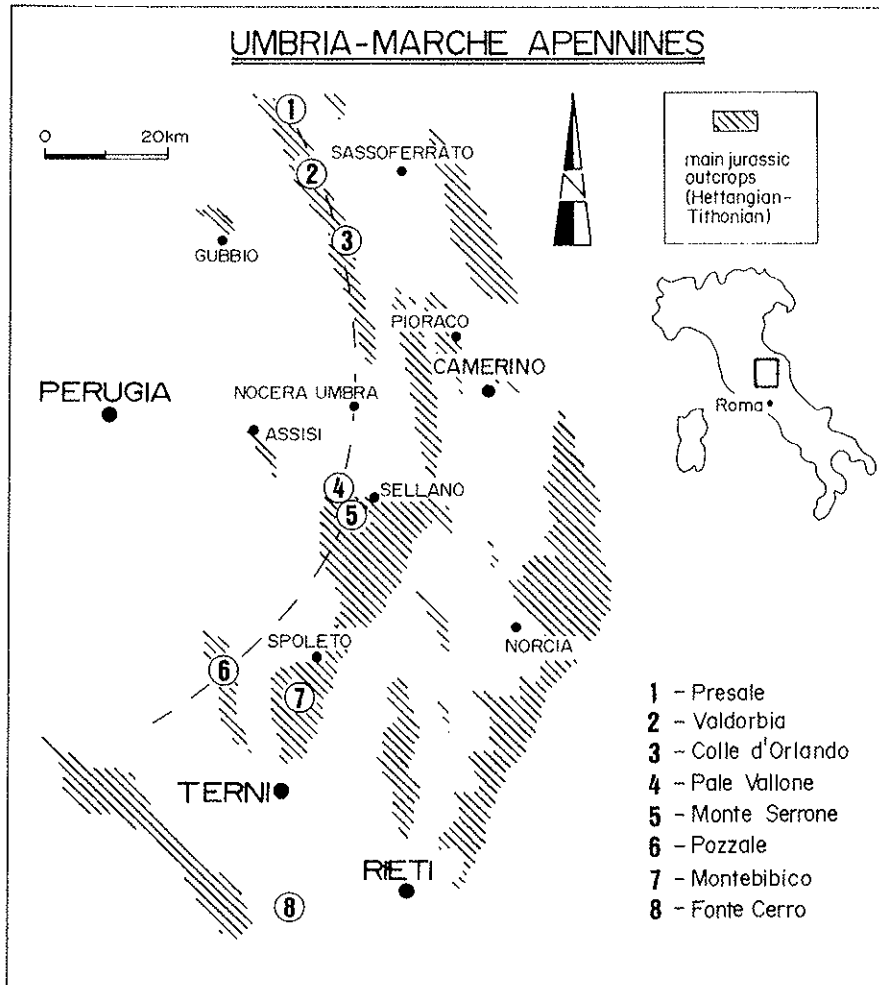 UMBRIA-MARCHE APENNINES
0 20km
1
SASSOFERRATO
2
3
GUBBIO
N
main jurassic
outcrops
(Hettangian-
Tithonian)
PIORACO
CAMERINO
PERUGIA
NOCERA UMBRA
ASSISI
Roma
4
SELLANO
5
SPOLETO
NORCIA
6
7
TERNI
RIETI
8
1 - Presale
2 - Valdorbia
3 - Colle d'Orlando
4 - Pale Vallone
5 - Monte Serrone
6 - Pozzale
7 - Montebibico
8 - Fonte Cerro